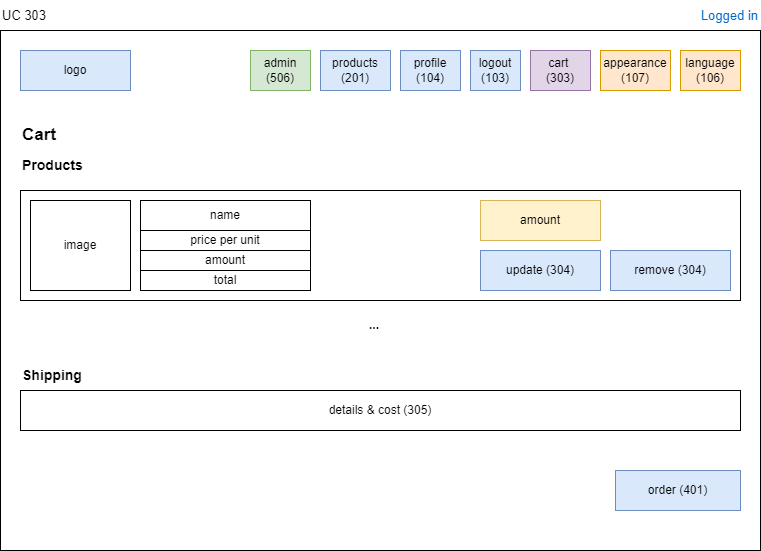 UC 303
Logged in
logo
admin
(506)
products
(201)
profile
(104)
logout
(103)
cart
(303)
appearance
(107)
language
(106)
Cart
Products
image
name
price per unit
amount
total
amount
update (304)
remove (304)
...
Shipping
details & cost (305)
order (401)